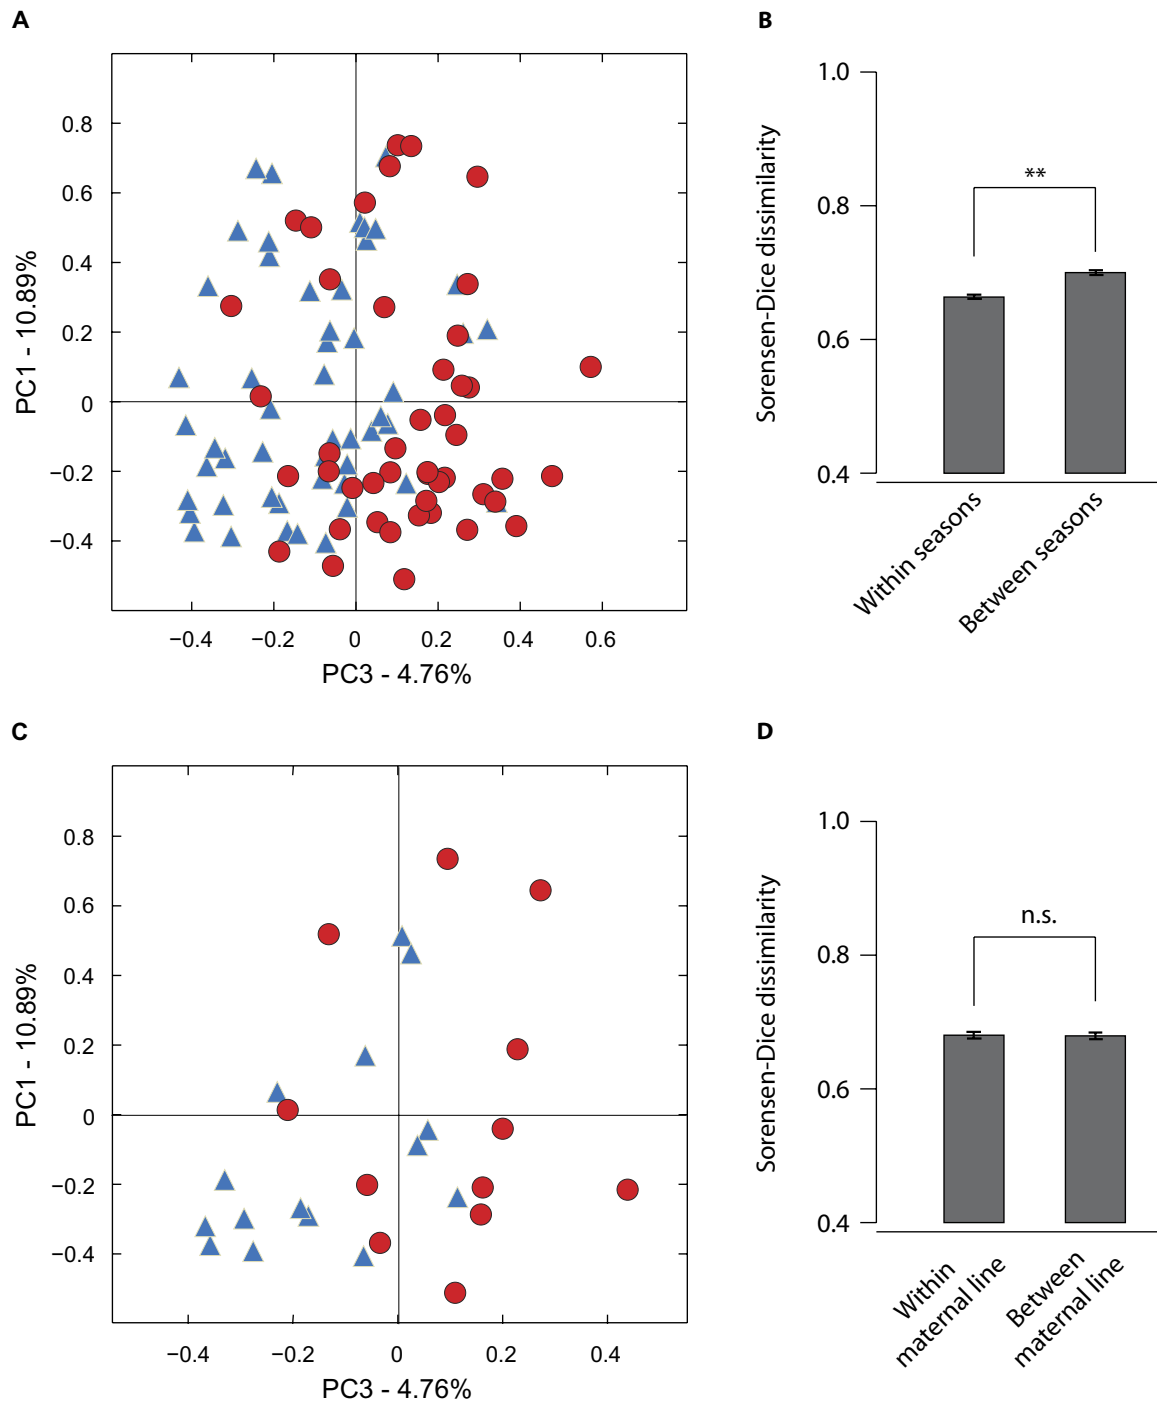 A
0.8
0.6
0.4
0.2
0
−0.2
−0.4
PC1 - 10.89%
−0.4 −0.2 0 0.2 0.4 0.6
PC3 - 4.76%
B
1.0
0.8
0.6
0.4
Sorensen-Dice dissimilarity
**
Within seasons
Between seasons
C
0.8
0.6
0.4
0.2
0
−0.2
−0.4
PC1 - 10.89%
−0.4 −0.2 0 0.2 0.4
PC3 - 4.76%
D
1.0
0.8
0.6
0.4
Sorensen-Dice dissimilarity
n.s.
Within
maternal line
Between
maternal line